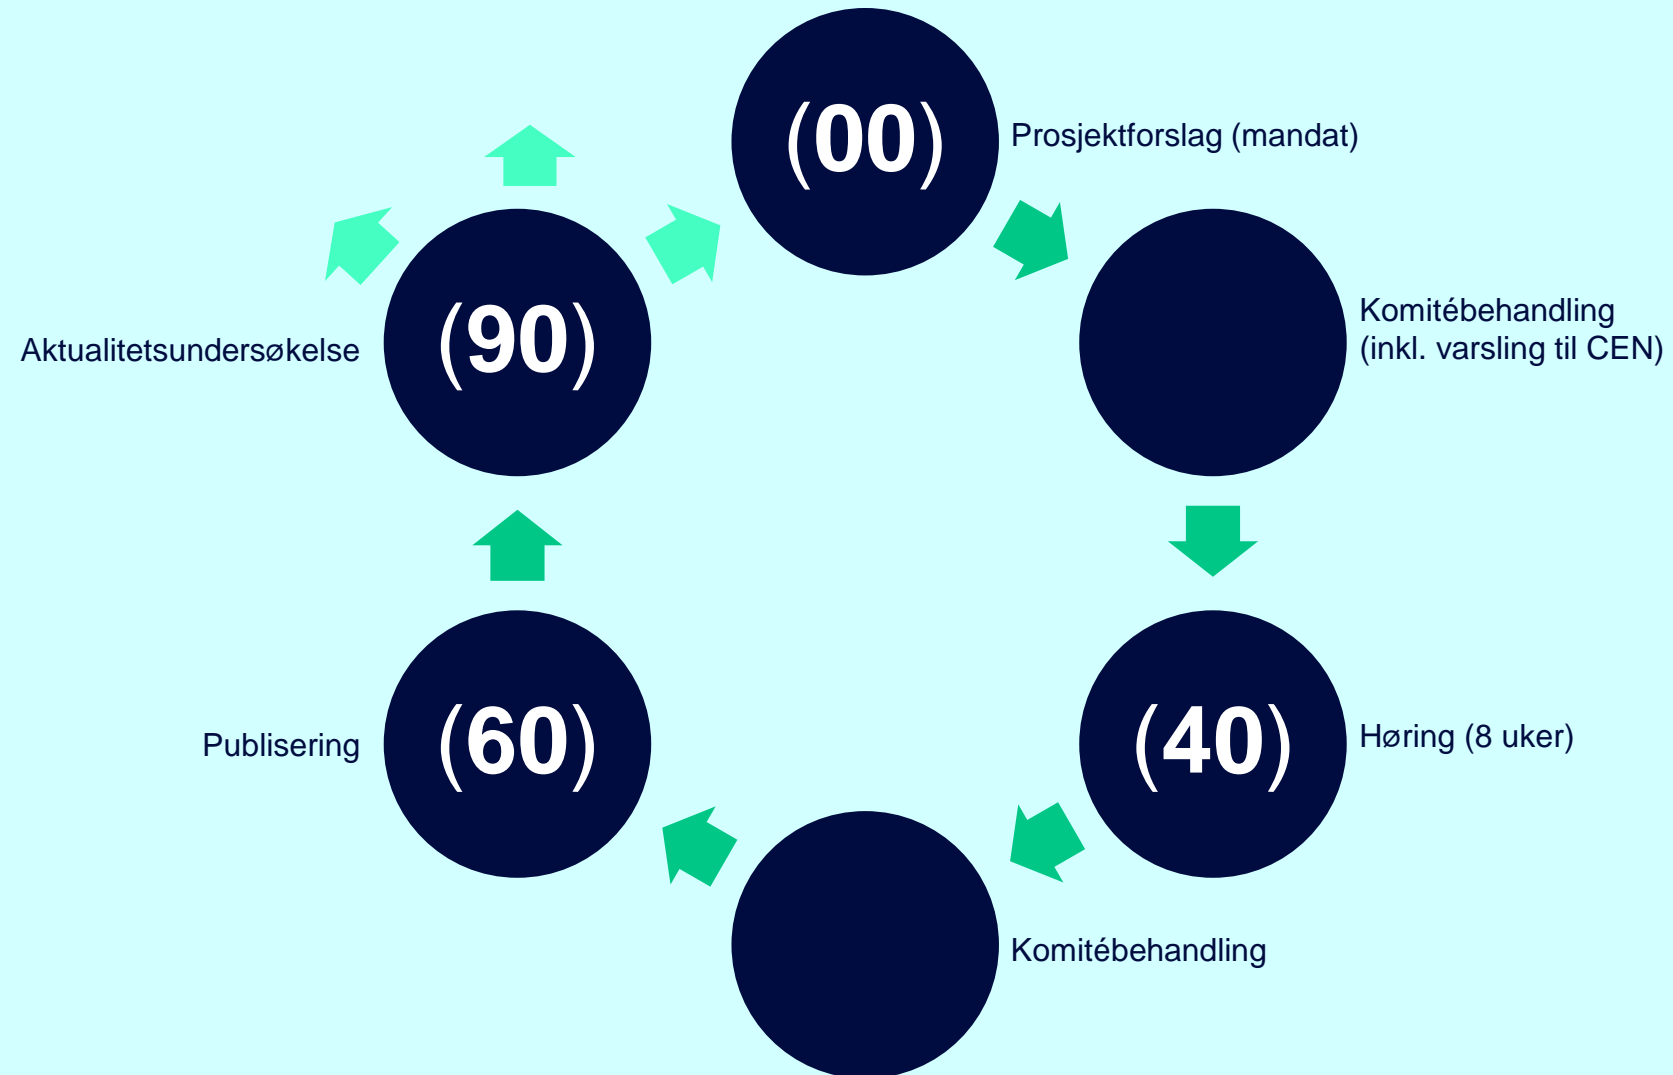 (00)
Prosjektforslag (mandat)
Komitébehandling
(inkl. varsling til CEN)
(40)
Høring (8 uker)
Komitébehandling
(60)
Publisering
(90)
Aktualitetsundersøkelse